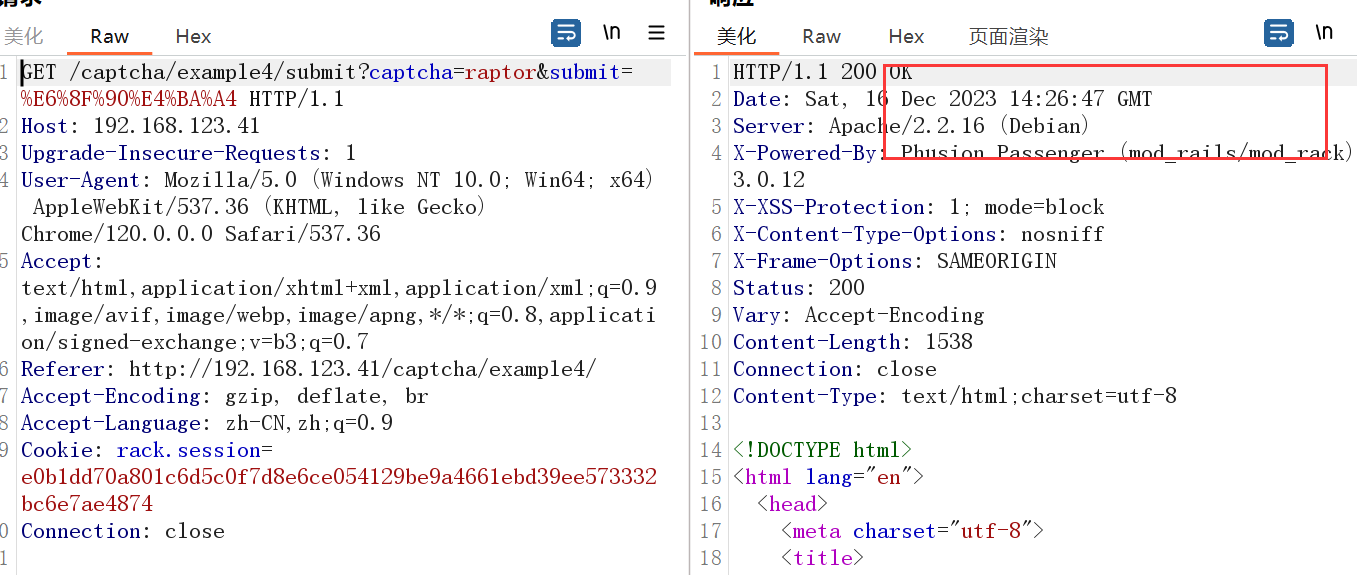 美化 Raw Hex \n
1 GET /captcha/example4/submit?captcha=raptor&submit=
%E6%8F%90%E4%BA%A4 HTTP/1.1
2 Host: 192.168.123.41
3 Upgrade-Insecure-Requests: 1
4 User-Agent: Mozilla/5.0 (Windows NT 10.0; Win64; x64)
AppleWebKit/537.36 (KHTML, like Gecko)
Chrome/120.0.0.0 Safari/537.36
5 Accept:
text/html,application/xhtml+xml,application/xml;q=0.9
,image/avif,image/webp,image/apng,*/*;q=0.8,applicati
on/signed-exchange;v=b3;q=0.7
6 Referer: http://192.168.123.41/captcha/example4/
7 Accept-Encoding: gzip, deflate, br
8 Accept-Language: zh-CN,zh;q=0.9
9 Cookie: rack.session=
e0b1dd70a801c6d5c0f7d8e6ce054129be9a4661ebd39ee573332
bc6e7ae4874
0 Connection: close
1
响应
美化 Raw Hex 页面渲染 \n
1 HTTP/1.1 200 OK
2 Date: Sat, 16 Dec 2023 14:26:47 GMT
3 Server: Apache/2.2.16 (Debian)
4 X-Powered-By: Phusion Passenger (mod_rails/mod_rack)
3.0.12
5 X-XSS-Protection: 1; mode=block
6 X-Content-Type-Options: nosniff
7 X-Frame-Options: SAMEORIGIN
8 Status: 200
9 Vary: Accept-Encoding
10 Content-Length: 1538
11 Connection: close
12 Content-Type: text/html;charset=utf-8
13
14 <!DOCTYPE html>
15 <html lang="en">
16 <head>
17 <meta charset="utf-8">
18 <title>